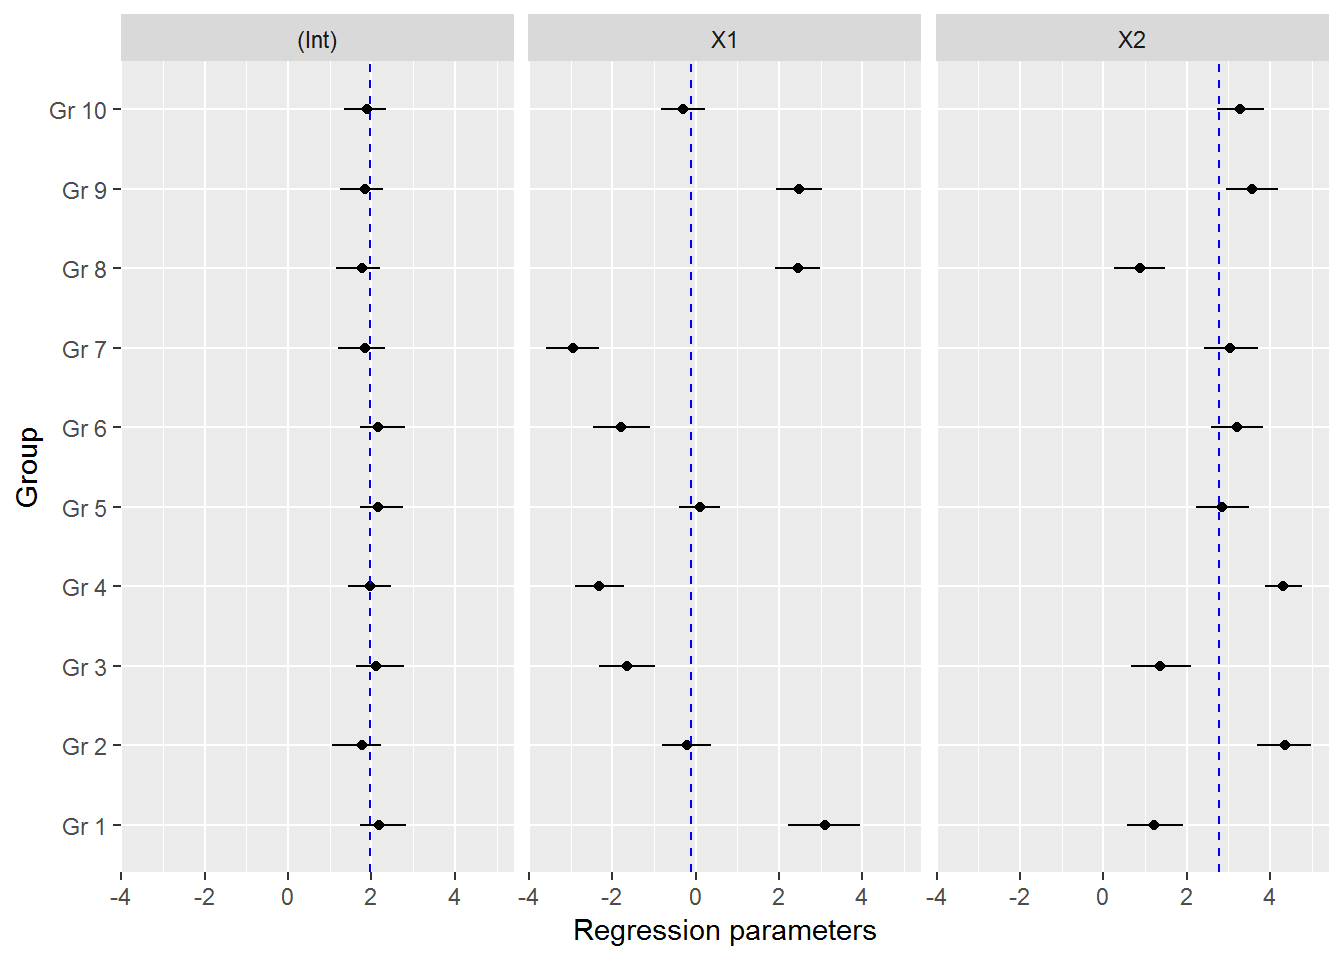 (Int) X1 X2
Group
Gr 10
Gr 9
Gr 8
Gr 7
Gr 6
Gr 5
Gr 4
Gr 3
Gr 2
Gr 1
-4 -2 0 2 4 -4 -2 0 2 4 -4 -2 0 2 4
Regression parameters